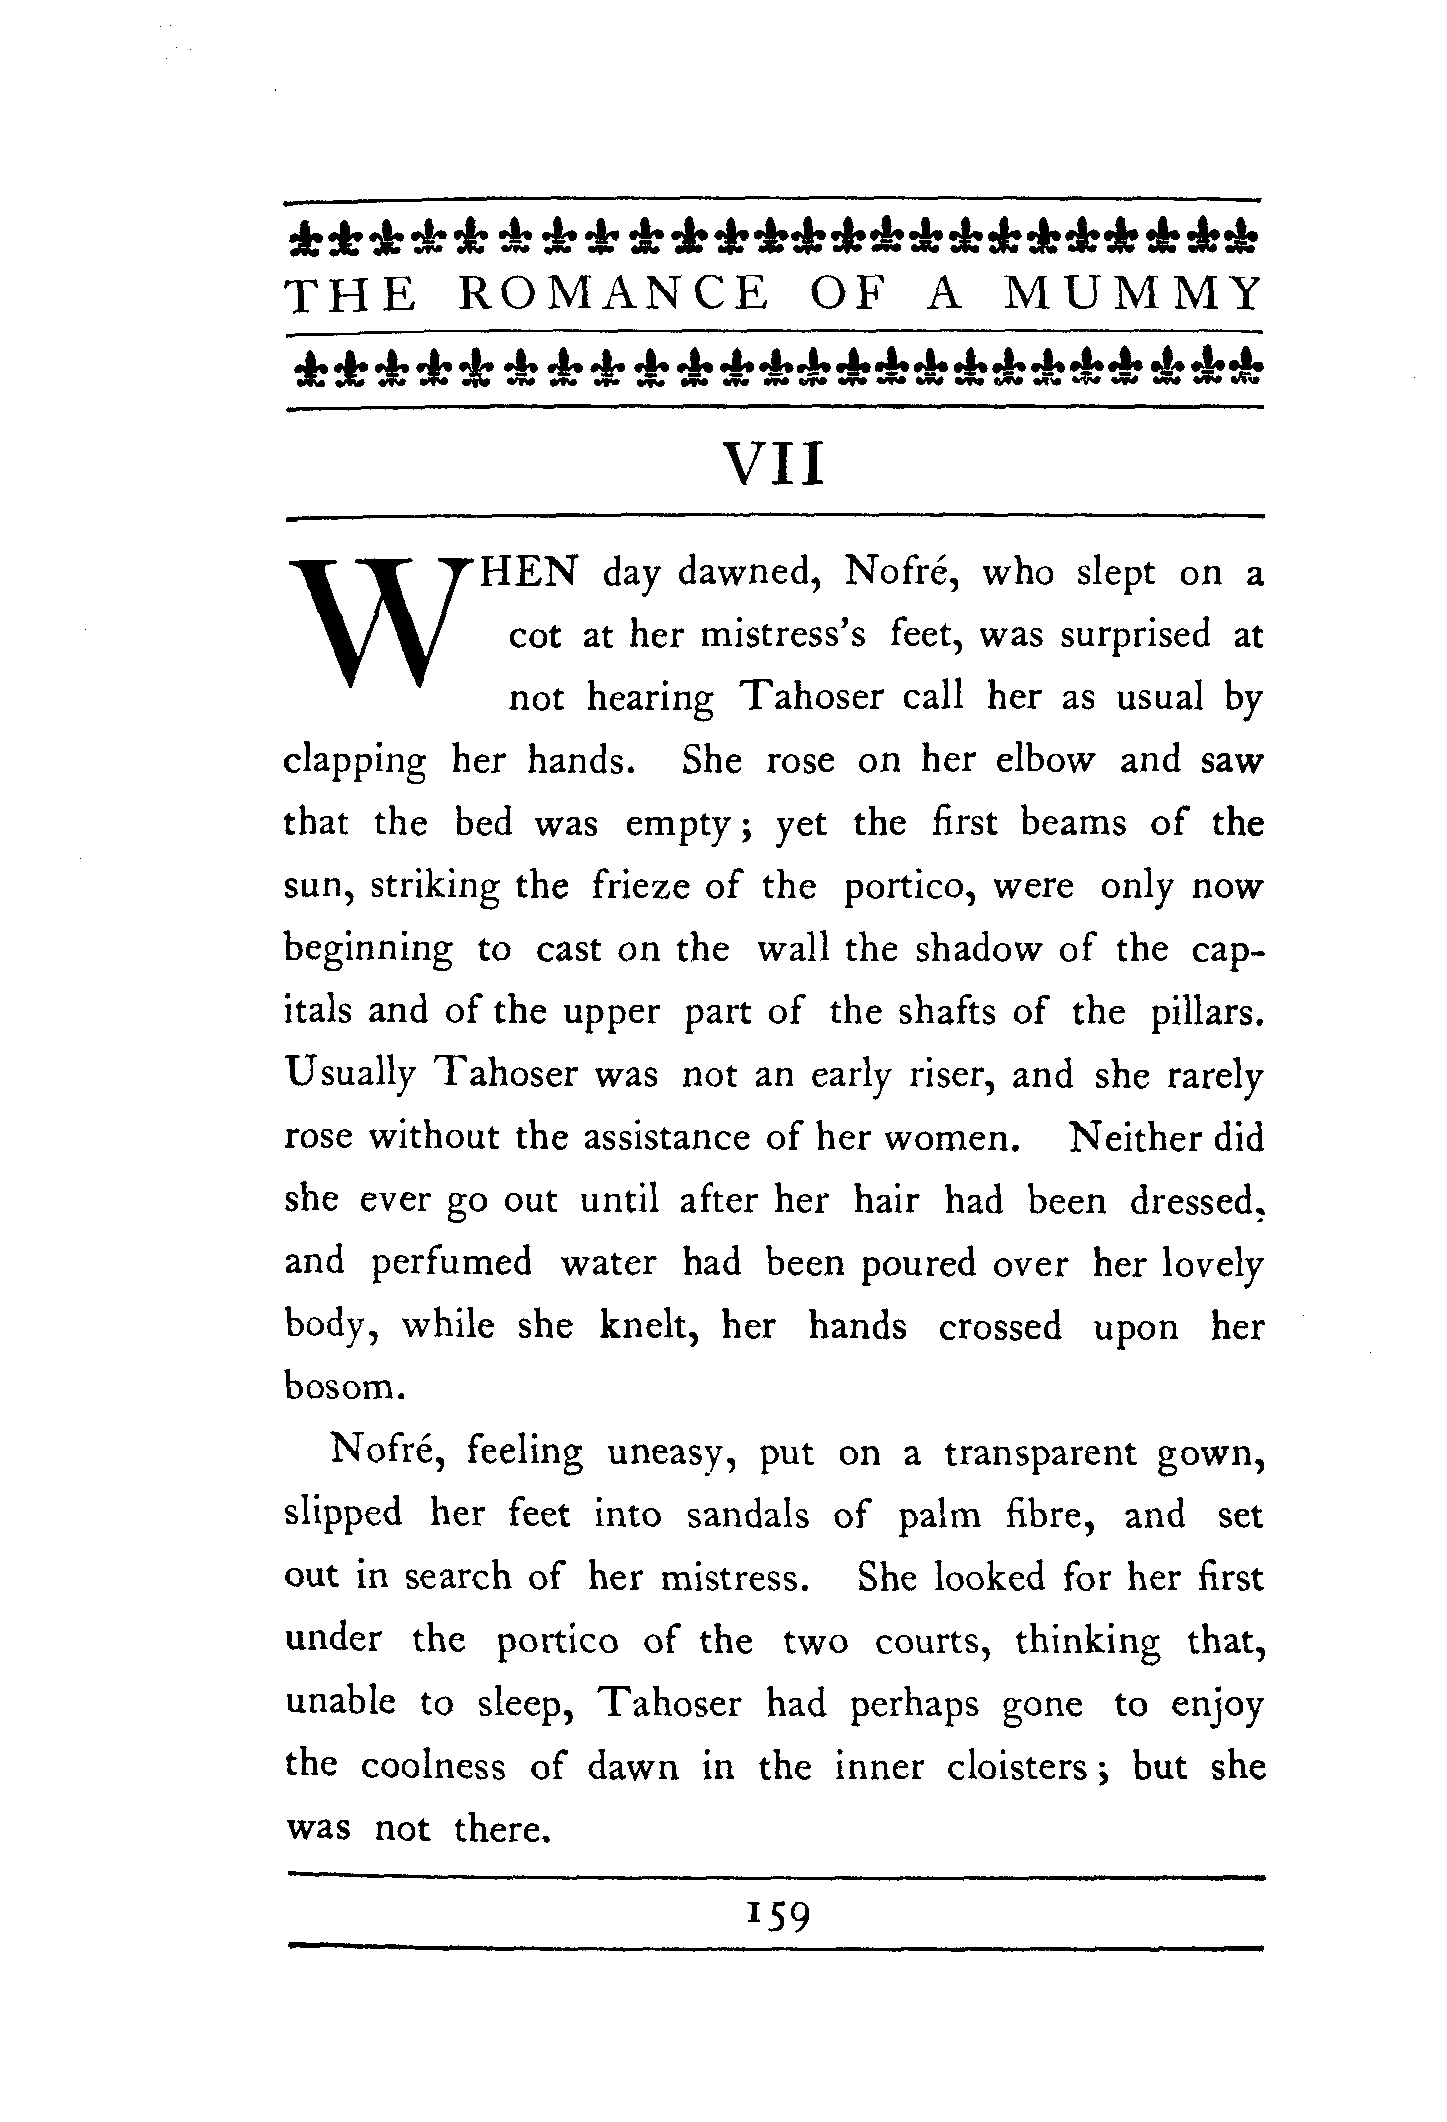 THE ROMANCE OF A MUMMY
VII
WHEN day dawned, Nofré, who slept on a
cot at her mistress's feet, was surprised at
not hearing Tahoser call her as usual by
clapping her hands. She rose on her elbow and saw
that the bed was empty; yet the first beams of the
sun, striking the frieze of the portico, were only now
beginning to cast on the wall the shadow of the cap-
itals and of the upper part of the shafts of the pillars.
Usually Tahoser was not an early riser, and she rarely
rose without the assistance of her women. Neither did
she ever go out until after her hair had been dressed,
and perfumed water had been poured over her lovely
body, while she knelt, her hands crossed upon her
bosom.
Nofré, feeling uneasy, put on a transparent gown,
slipped her feet into sandals of palm fibre, and set
out in search of her mistress. She looked for her first
under the portico of the two courts, thinking that,
unable to sleep, Tahoser had perhaps gone to enjoy
the coolness of dawn in the inner cloisters; but she
was not there.
159